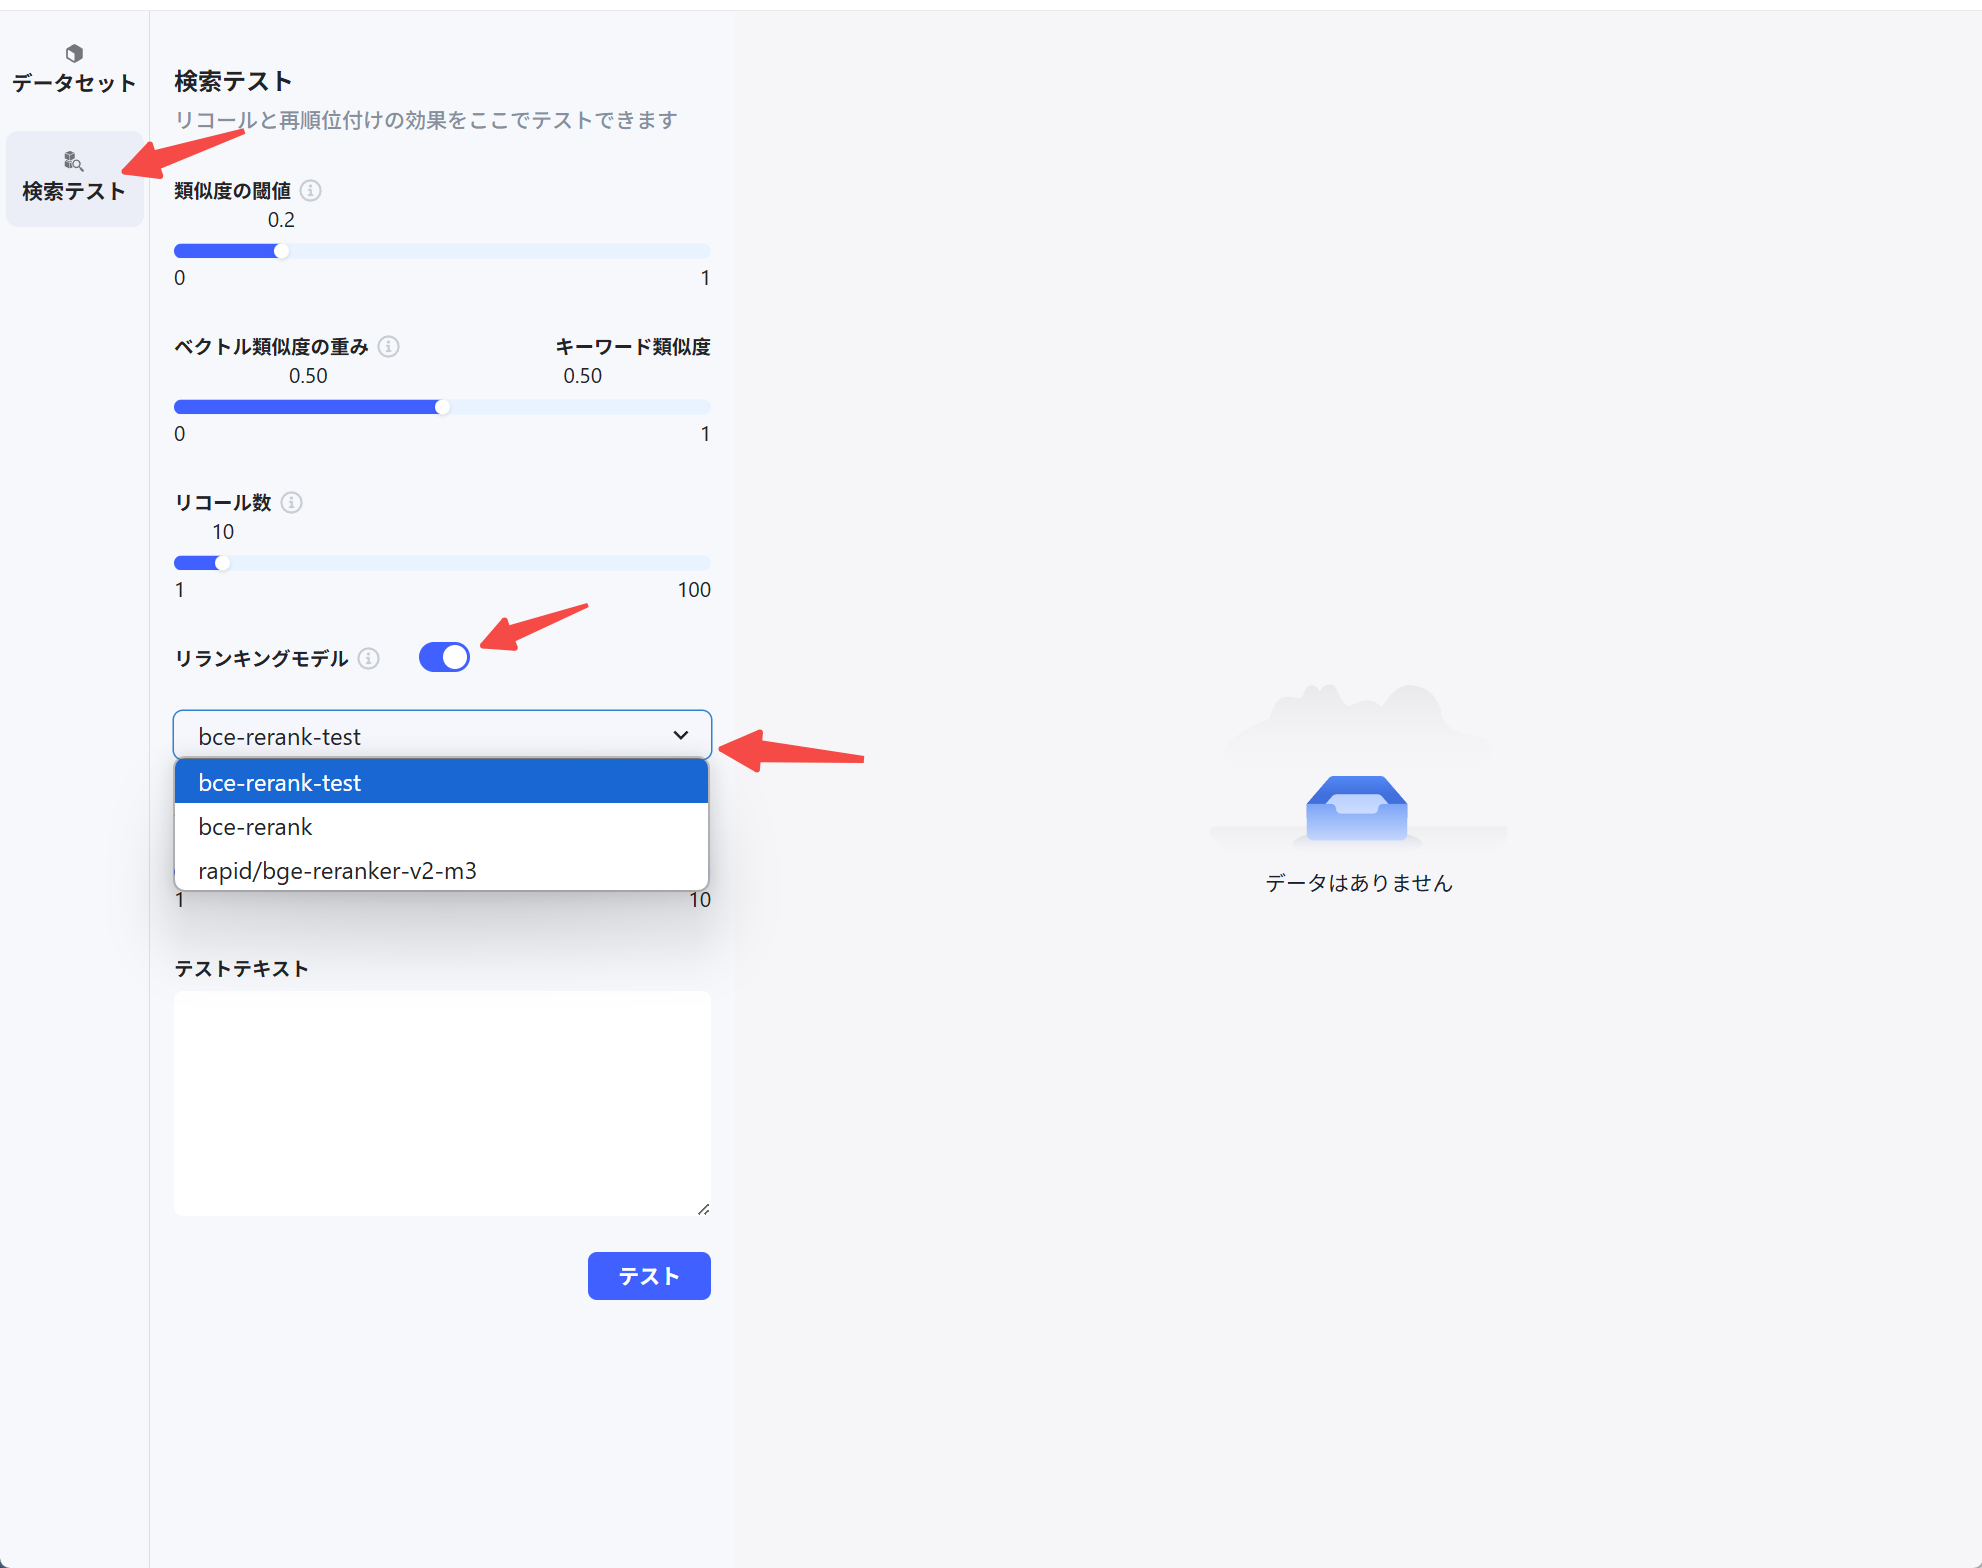 データセット
検索テスト
検索テスト
リコールと再順位付けの効果をここでテストできます
類似度の閾値
0.2
0 1
ベクトル類似度の重み キーワード類似度
0.50 0.50
0 1
リコール数
10
1 100
リランキングモデル
bce-rerank-test
bce-rerank-test
bce-rerank
rapid/bge-reranker-v2-m3
1 10
テストテキスト
テスト
データはありません